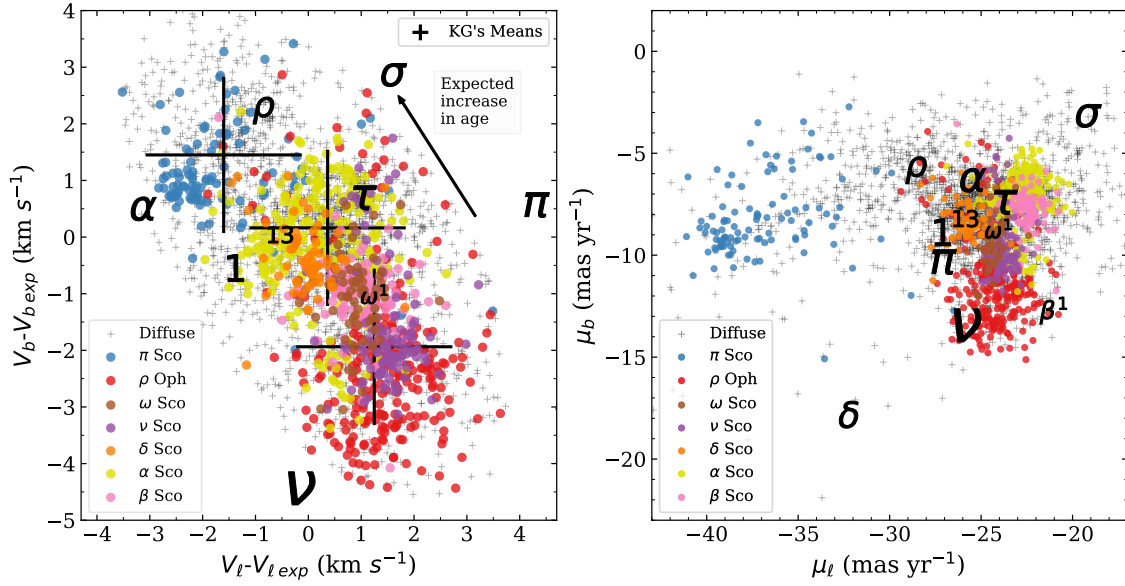 4
3
2
1
0
−1
−2
−3
−4
−5
V_b-V_{b exp} (km s⁻¹)
KG's Means
Expected
increase
in age
σ
ρ
α
τ
π
13
1
ω¹
ν
Diffuse
π Sco
ρ Oph
ω Sco
ν Sco
δ Sco
α Sco
β Sco
−4 −3 −2 −1 0 1 2 3 4
V_ℓ-V_{ℓ exp} (km s⁻¹)
0
−5
−10
−15
−20
μ_b (mas yr⁻¹)
σ
ρ
α
τ
13
1
ω¹
π
β¹
ν
δ
Diffuse
π Sco
ρ Oph
ω Sco
ν Sco
δ Sco
α Sco
β Sco
−40 −35 −30 −25 −20
μ_ℓ (mas yr⁻¹)